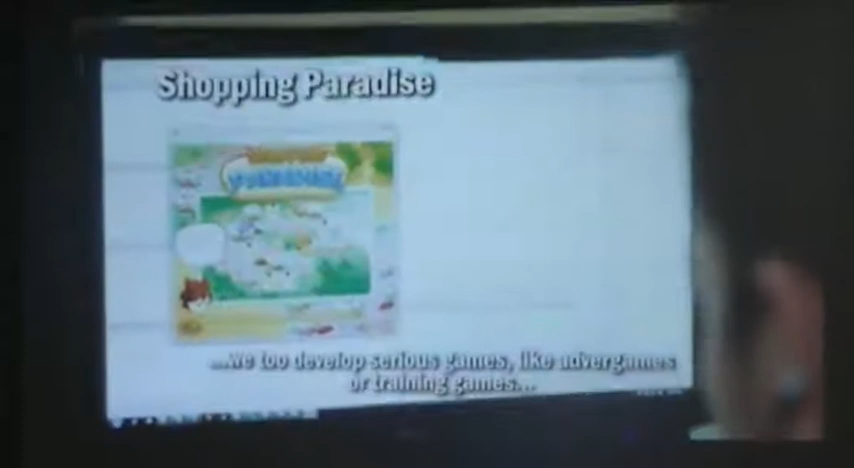 Shopping Paradise
...we too develop serious games, like advergames
or training games...